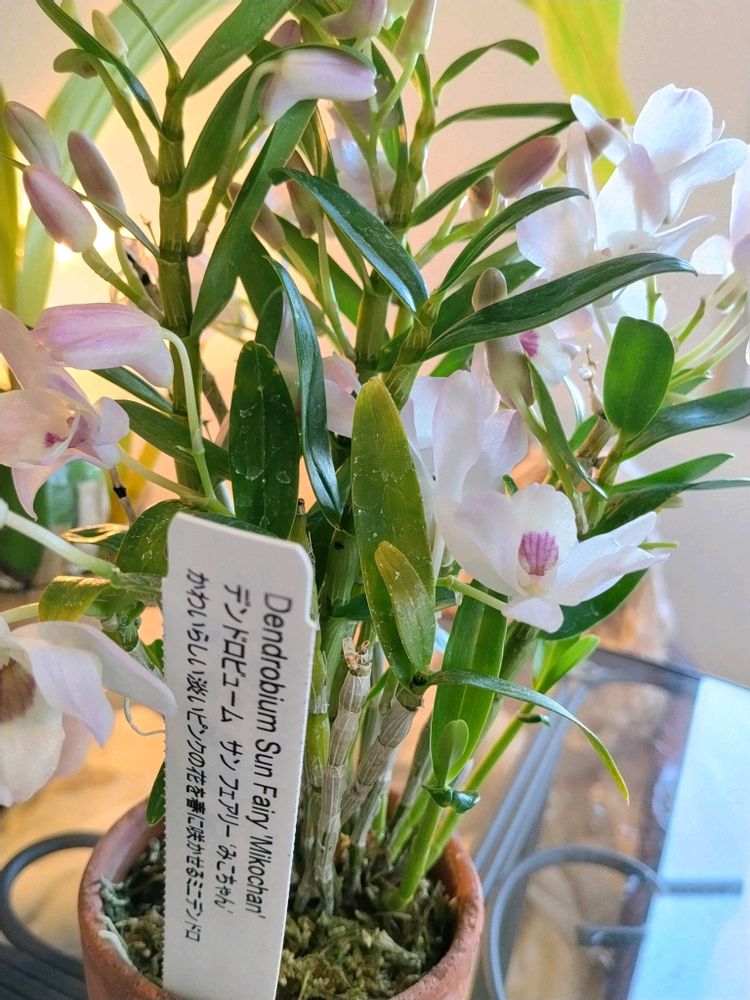 Dendrobium Sun Fairy 'Mikochan'
デンドロビューム サン フェアリー 'みこちゃん'
かわいらしい淡いピンクの花を春に咲かせるミニデンドロ